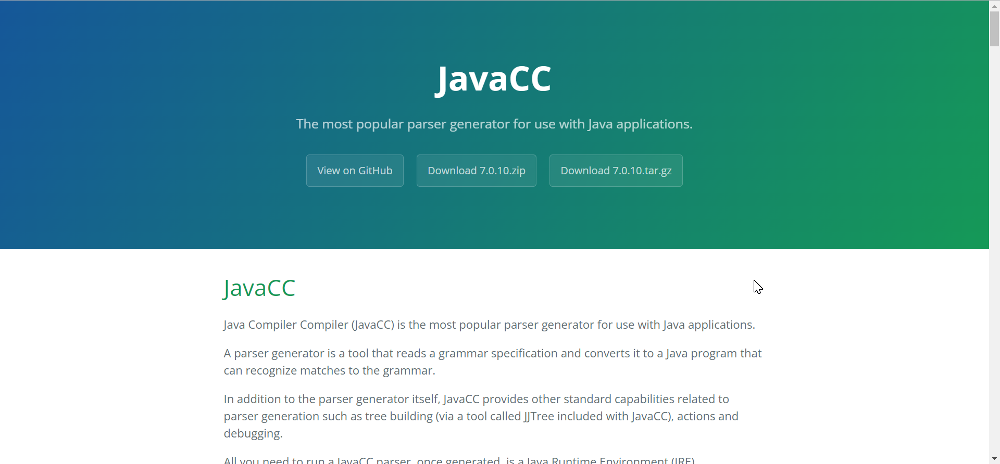 JavaCC
The most popular parser generator for use with Java applications.
View on GitHub
Download 7.0.10.zip
Download 7.0.10.tar.gz
JavaCC
Java Compiler Compiler (JavaCC) is the most popular parser generator for use with Java applications.
A parser generator is a tool that reads a grammar specification and converts it to a Java program that
can recognize matches to the grammar.
In addition to the parser generator itself, JavaCC provides other standard capabilities related to
parser generation such as tree building (via a tool called JJTree included with JavaCC), actions and
debugging.
All you need to run a JavaCC parser, once generated, is a Java Runtime Environment (JRE).